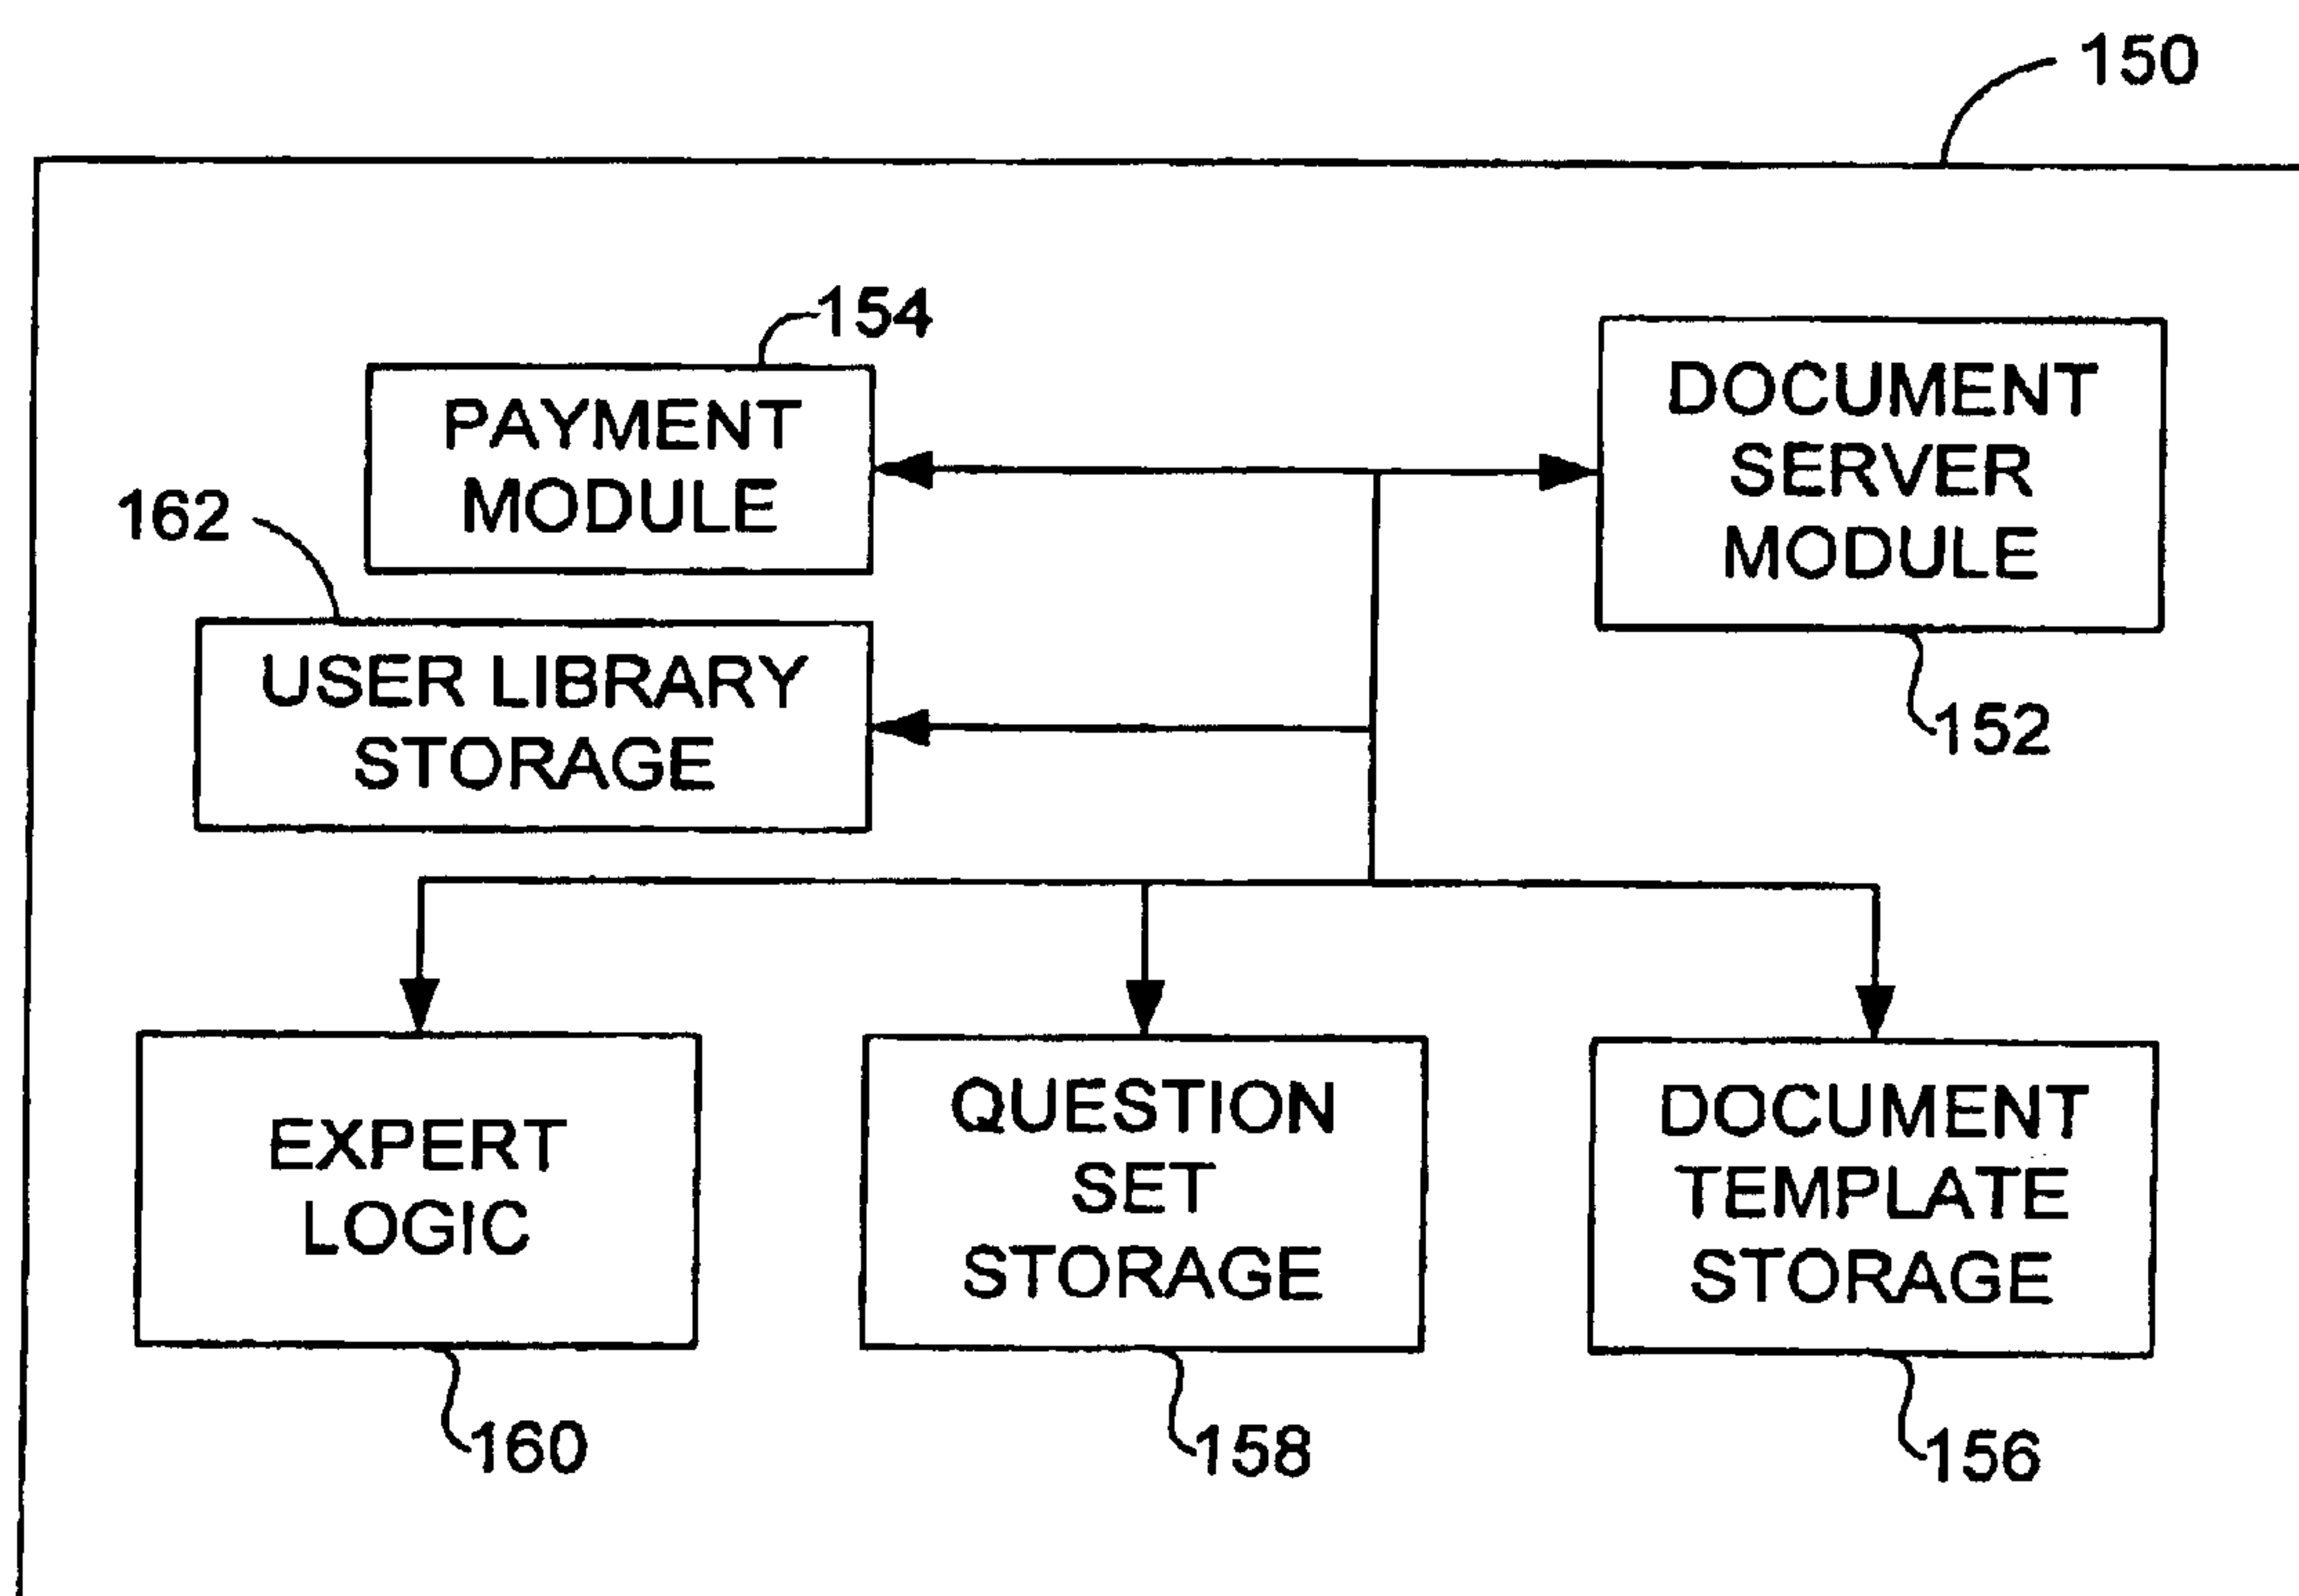 150
154
PAYMENT
MODULE
DOCUMENT
SERVER
MODULE
162
USER LIBRARY
STORAGE
152
EXPERT
LOGIC
QUESTION
SET
STORAGE
DOCUMENT
TEMPLATE
STORAGE
160
158
156